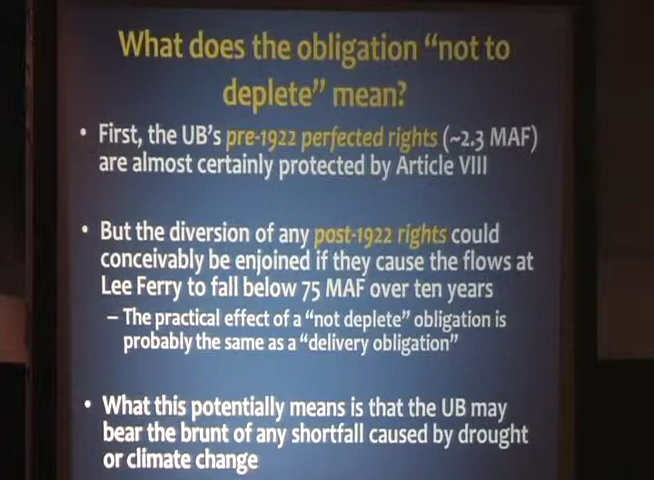 What does the obligation “not to
deplete” mean?
• First, the UB’s pre-1922 perfected rights (~2.3 MAF)
are almost certainly protected by Article VIII
• But the diversion of any post-1922 rights could
conceivably be enjoined if they cause the flows at
Lee Ferry to fall below 75 MAF over ten years
– The practical effect of a “not deplete” obligation is
probably the same as a “delivery obligation”
• What this potentially means is that the UB may
bear the brunt of any shortfall caused by drought
or climate change